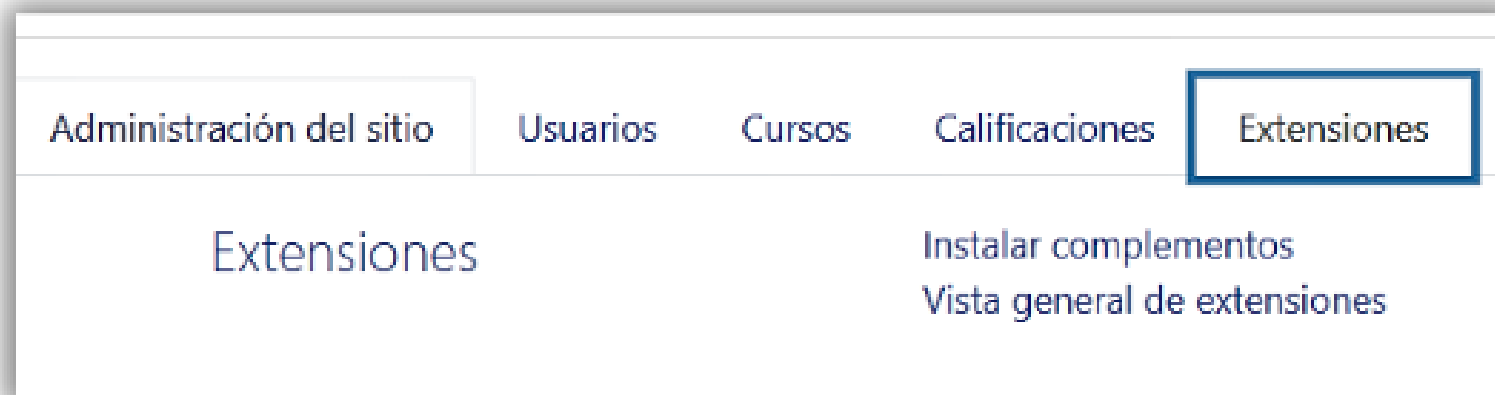 Administración del sitio Usuarios Cursos Calificaciones Extensiones
Extensiones Instalar complementos
Vista general de extensiones